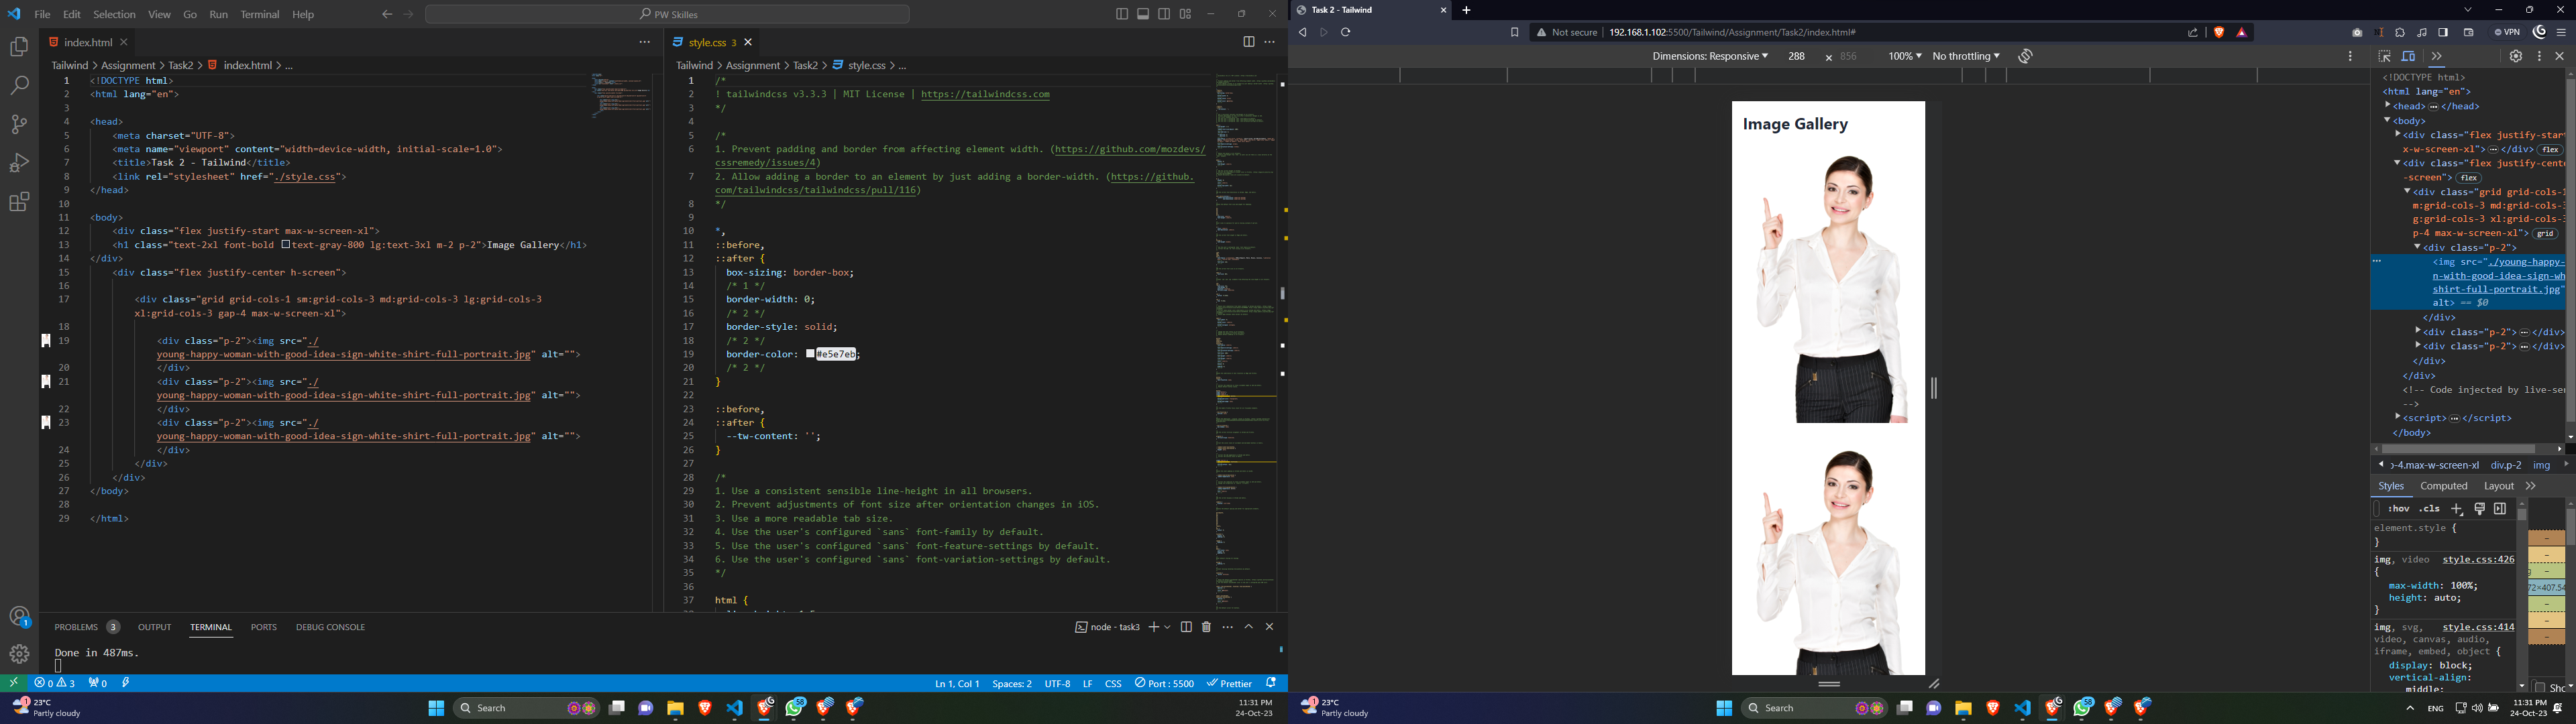 File Edit Selection View Go Run Terminal Help
PW Skilles
index.html
style.css 3
Tailwind > Assignment > Task2 > index.html > ...
1 <!DOCTYPE html>
2 <html lang="en">
3
4 <head>
5 <meta charset="UTF-8">
6 <meta name="viewport" content="width=device-width, initial-scale=1.0">
7 <title>Task 2 - Tailwind</title>
8 <link rel="stylesheet" href="./style.css">
9 </head>
10
11 <body>
12 <div class="flex justify-start max-w-screen-xl">
13 <h1 class="text-2xl font-bold text-gray-800 lg:text-3xl m-2 p-2">Image Gallery</h1>
14 </div>
15 <div class="flex justify-center h-screen">
16
17 <div class="grid grid-cols-1 sm:grid-cols-3 md:grid-cols-3 lg:grid-cols-3
xl:grid-cols-3 gap-4 max-w-screen-xl">
18
19 <div class="p-2"><img src="./
young-happy-woman-with-good-idea-sign-white-shirt-full-portrait.jpg" alt="">
20 </div>
21 <div class="p-2"><img src="./
young-happy-woman-with-good-idea-sign-white-shirt-full-portrait.jpg" alt="">
22 </div>
23 <div class="p-2"><img src="./
young-happy-woman-with-good-idea-sign-white-shirt-full-portrait.jpg" alt="">
24 </div>
25 </div>
26 </div>
27 </body>
28
29 </html>
Tailwind > Assignment > Task2 > style.css > ...
1 /*
2 ! tailwindcss v3.3.3 | MIT License | https://tailwindcss.com
3 */
4
5 /*
6 1. Prevent padding and border from affecting element width. (https://github.com/mozdevs/
cssremedy/issues/4)
7 2. Allow adding a border to an element by just adding a border-width. (https://github.
com/tailwindcss/tailwindcss/pull/116)
8 */
9
10 *,
11 ::before,
12 ::after {
13 box-sizing: border-box;
14 /* 1 */
15 border-width: 0;
16 /* 2 */
17 border-style: solid;
18 /* 2 */
19 border-color: #e5e7eb;
20 /* 2 */
21 }
22
23 ::before,
24 ::after {
25 --tw-content: '';
26 }
27
28 /*
29 1. Use a consistent sensible line-height in all browsers.
30 2. Prevent adjustments of font size after orientation changes in iOS.
31 3. Use a more readable tab size.
32 4. Use the user's configured `sans` font-family by default.
33 5. Use the user's configured `sans` font-feature-settings by default.
34 6. Use the user's configured `sans` font-variation-settings by default.
35 */
36
37 html {
PROBLEMS 3 OUTPUT TERMINAL PORTS DEBUG CONSOLE
node - task3
Done in 487ms.
0 3 0
Ln 1, Col 1 Spaces: 2 UTF-8 LF CSS Port : 5500 Prettier
23°C
Partly cloudy
Search
11:31 PM
24-Oct-23
Task 2 - Tailwind
Not secure 192.168.1.102:5500/Tailwind/Assignment/Task2/index.html#
VPN
Dimensions: Responsive 288 × 856 100% No throttling
Image Gallery
<!DOCTYPE html>
<html lang="en">
<head> </head>
<body>
<div class="flex justify-star
x-w-screen-xl"> </div> flex
<div class="flex justify-cente
-screen"> flex
<div class="grid grid-cols-1
m:grid-cols-3 md:grid-cols-3
g:grid-cols-3 xl:grid-cols-3
p-4 max-w-screen-xl"> grid
<div class="p-2">
<img src="./young-happy-
n-with-good-idea-sign-wh
shirt-full-portrait.jpg"
alt> == $0
</div>
<div class="p-2"> </div>
<div class="p-2"> </div>
</div>
</div>
<!-- Code injected by live-se
-->
<script> </script>
</body>
-4.max-w-screen-xl div.p-2 img
Styles Computed Layout
:hov .cls
element.style {
}
img, video style.css:426
{
max-width: 100%;
height: auto;
}
img, svg, style.css:414
video, canvas, audio,
iframe, embed, object {
display: block;
vertical-align:
middle;
72×407.54
Sho
23°C
Partly cloudy
Search
ENG
11:31 PM
24-Oct-23